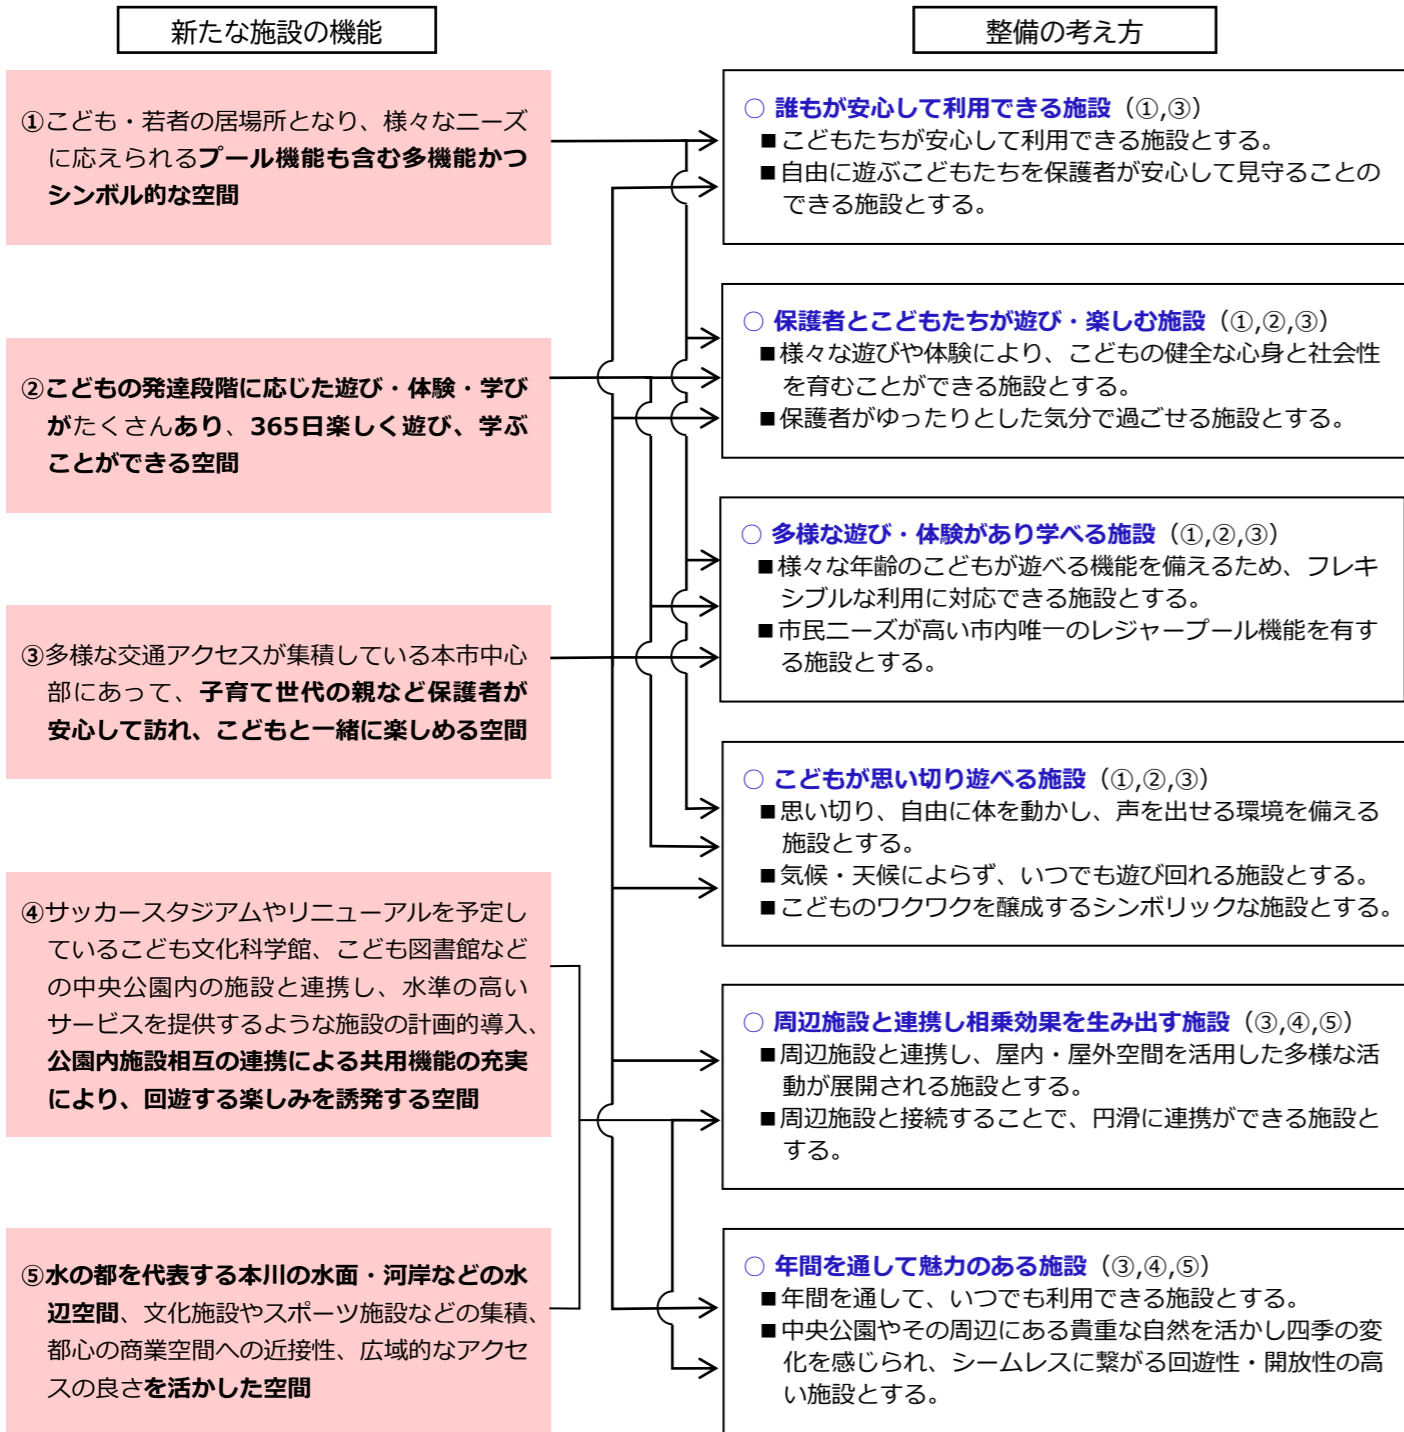 新たな施設の機能
①こども・若者の居場所となり、様々なニーズ
に応えられるプール機能も含む多機能かつ
シンボル的な空間
②こどもの発達段階に応じた遊び・体験・学び
がたくさんあり、365日楽しく遊び、学ぶ
ことができる空間
③多様な交通アクセスが集積している本市中心
部にあって、子育て世代の親など保護者が
安心して訪れ、こどもと一緒に楽しめる空間
④サッカースタジアムやリニューアルを予定し
ているこども文化科学館、こども図書館など
の中央公園内の施設と連携し、水準の高い
サービスを提供するような施設の計画的導入、
公園内施設相互の連携による共用機能の充実
により、回遊する楽しみを誘発する空間
⑤水の都を代表する本川の水面・河岸などの水
辺空間、文化施設やスポーツ施設などの集積、
都心の商業空間への近接性、広域的なアクセ
スの良さを活かした空間
整備の考え方
○ 誰もが安心して利用できる施設（①,③）
■こどもたちが安心して利用できる施設とする。
■自由に遊ぶこどもたちを保護者が安心して見守ることの
できる施設とする。
○ 保護者とこどもたちが遊び・楽しむ施設（①,②,③）
■様々な遊びや体験により、こどもの健全な心身と社会性
を育むことができる施設とする。
■保護者がゆったりとした気分で過ごせる施設とする。
○ 多様な遊び・体験があり学べる施設（①,②,③）
■様々な年齢のこどもが遊べる機能を備えるため、フレキ
シブルな利用に対応できる施設とする。
■市民ニーズが高い市内唯一のレジャープール機能を有す
る施設とする。
○ こどもが思い切り遊べる施設（①,②,③）
■思い切り、自由に体を動かし、声を出せる環境を備える
施設とする。
■気候・天候によらず、いつでも遊び回れる施設とする。
■こどものワクワクを醸成するシンボリックな施設とする。
○ 周辺施設と連携し相乗効果を生み出す施設（③,④,⑤）
■周辺施設と連携し、屋内・屋外空間を活用した多様な活
動が展開される施設とする。
■周辺施設と接続することで、円滑に連携ができる施設と
する。
○ 年間を通して魅力のある施設（③,④,⑤）
■年間を通して、いつでも利用できる施設とする。
■中央公園やその周辺にある貴重な自然を活かし四季の変
化を感じられ、シームレスに繋がる回遊性・開放性の高
い施設とする。